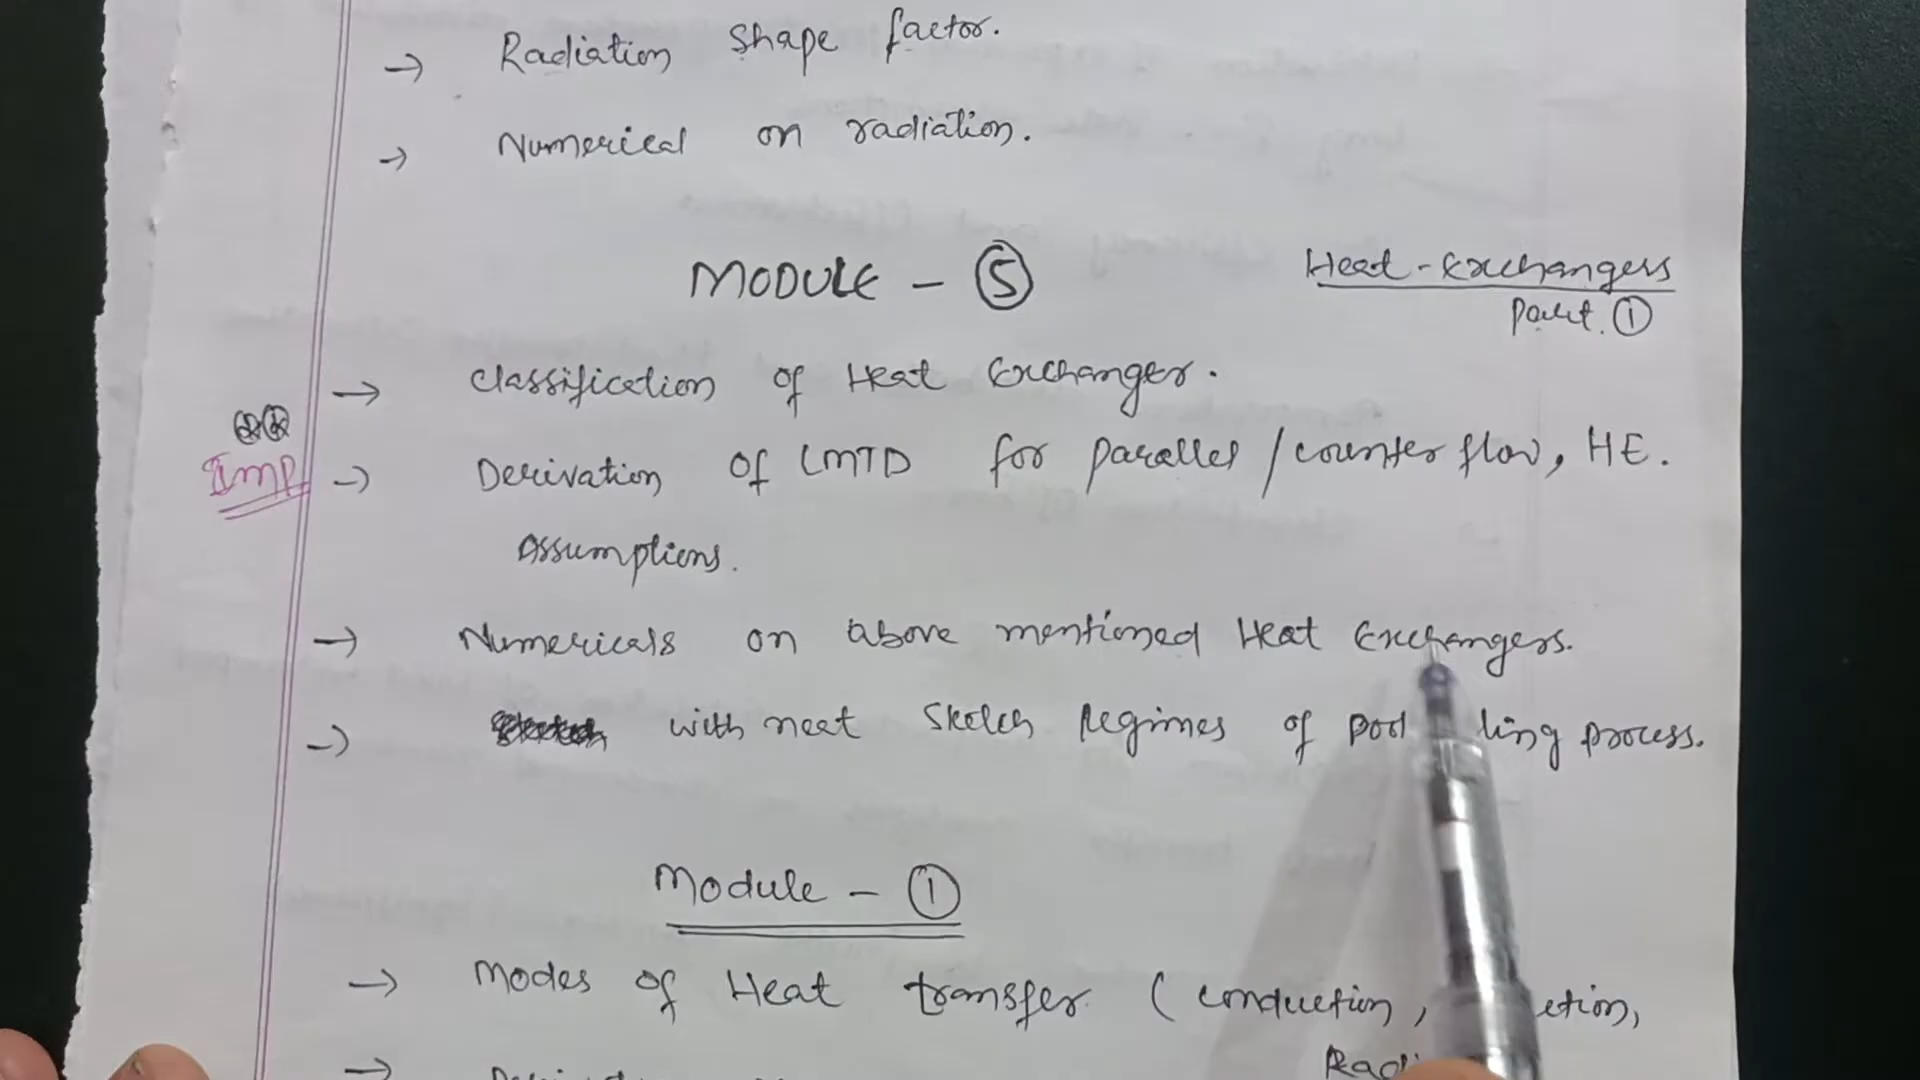 → Radiation shape factor.
→ Numerical on radiation.
MODULE - ⑤
Heat-Exchangers
Part. ①
→ Classification of Heat Exchanger.
Imp → Derivation of LMTD for parallel / counter flow, HE.
Assumptions.
→ Numericals on above mentioned Heat Exchangers.
→ with neat sketch Regimes of pool ling process.
Module - ①
→ Modes of Heat transfer (conduction, ction,
Radi
→